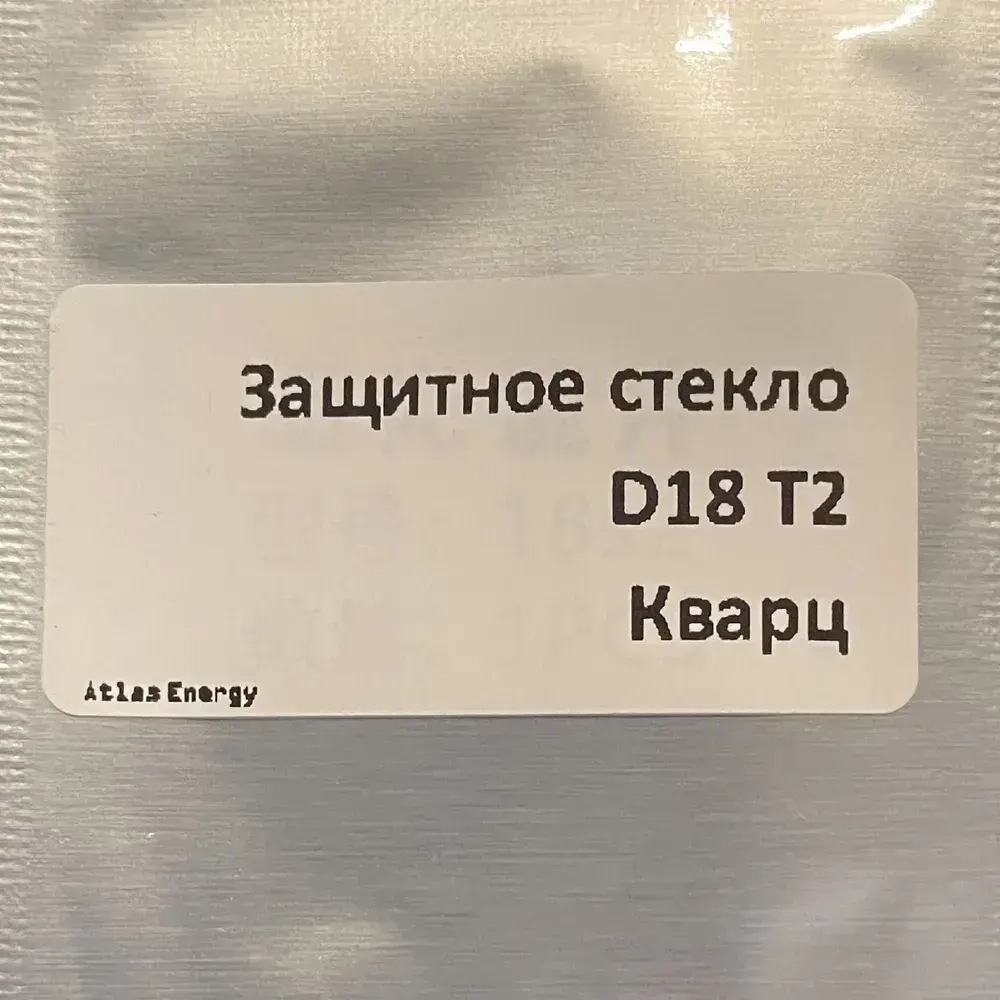 Защитное стекло
D18 T2
Кварц
Atlas Energy